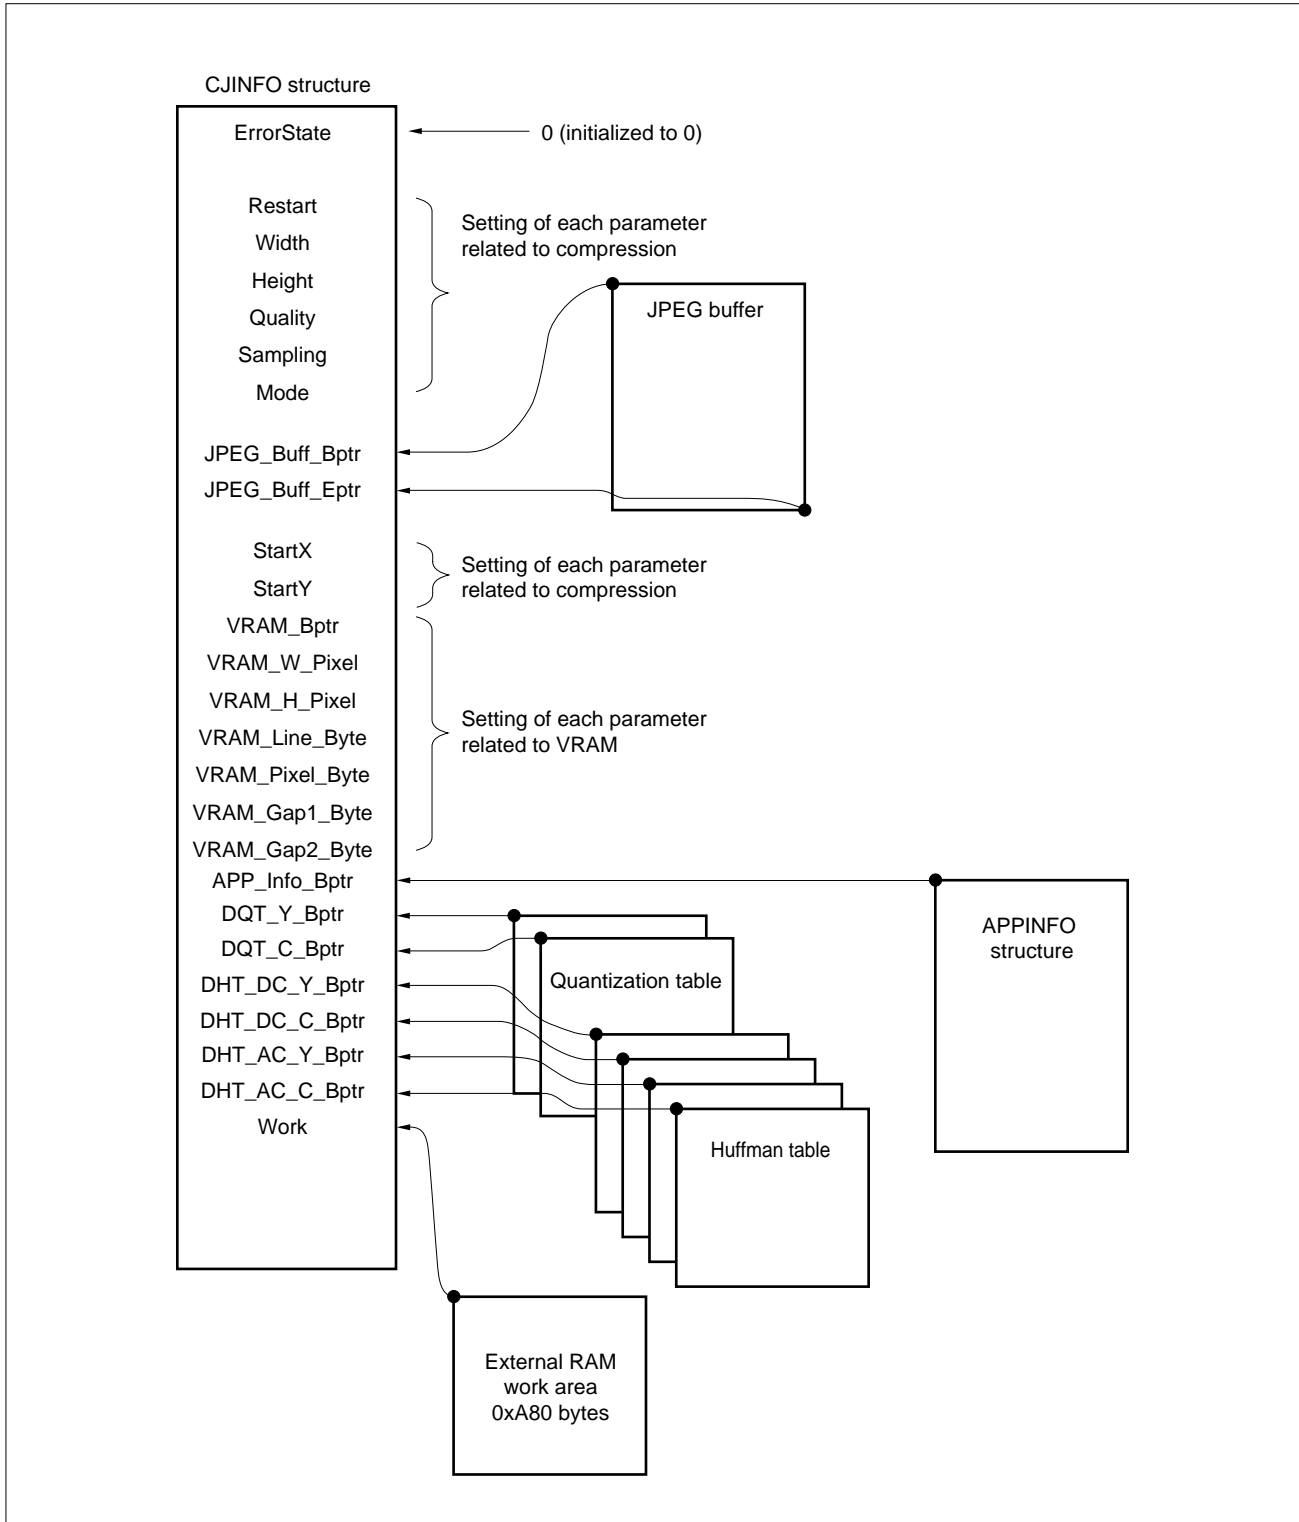 CJINFO structure
ErrorState
0 (initialized to 0)
Restart
Width
Height
Quality
Sampling
Mode
Setting of each parameter
related to compression
JPEG buffer
JPEG_Buff_Bptr
JPEG_Buff_Eptr
StartX
StartY
Setting of each parameter
related to compression
VRAM_Bptr
VRAM_W_Pixel
VRAM_H_Pixel
VRAM_Line_Byte
VRAM_Pixel_Byte
VRAM_Gap1_Byte
VRAM_Gap2_Byte
Setting of each parameter
related to VRAM
APP_Info_Bptr
DQT_Y_Bptr
DQT_C_Bptr
DHT_DC_Y_Bptr
DHT_DC_C_Bptr
DHT_AC_Y_Bptr
DHT_AC_C_Bptr
Work
APPINFO
structure
Quantization table
Huffman table
External RAM
work area
0xA80 bytes